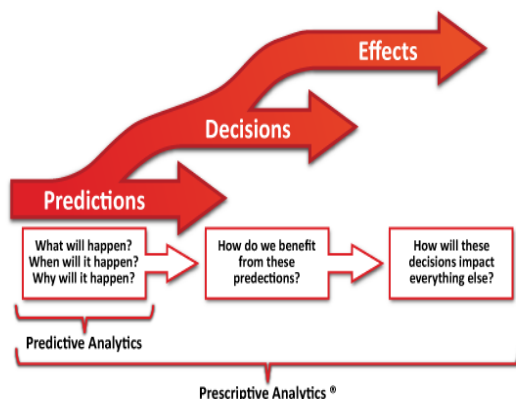 Effects
Decisions
Predictions
What will happen?
When will it happen?
Why will it happen?
How do we benefit
from these
predections?
How will these
decisions impact
everything else?
Predictive Analytics
Prescriptive Analytics ®